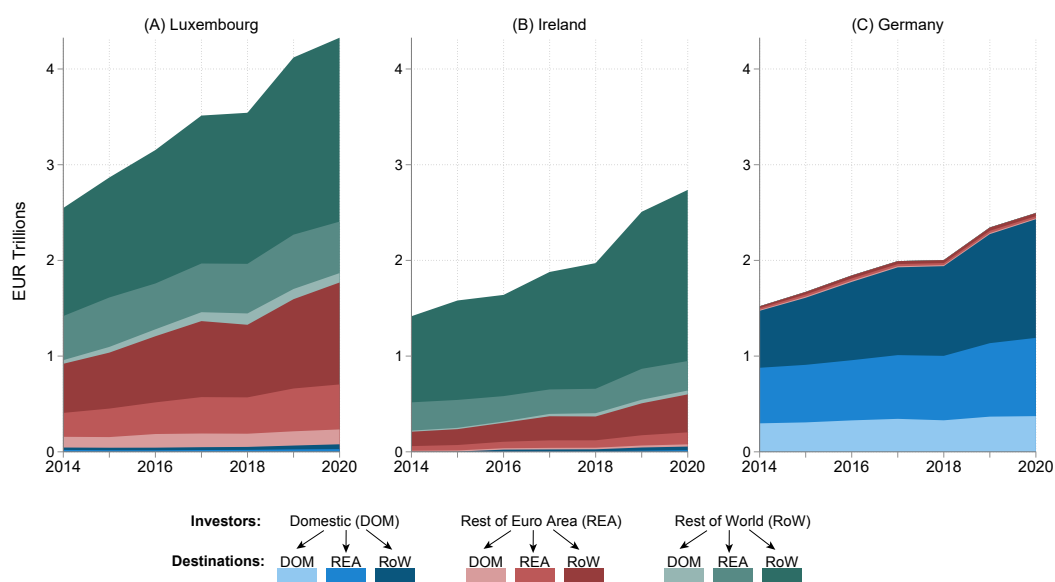 (A) Luxembourg
(B) Ireland
(C) Germany
EUR Trillions
4
3
2
1
0
2014 2016 2018 2020
4
3
2
1
0
2014 2016 2018 2020
4
3
2
1
0
2014 2016 2018 2020
Investors: Domestic (DOM) Rest of Euro Area (REA) Rest of World (RoW)
Destinations: DOM REA RoW DOM REA RoW DOM REA RoW